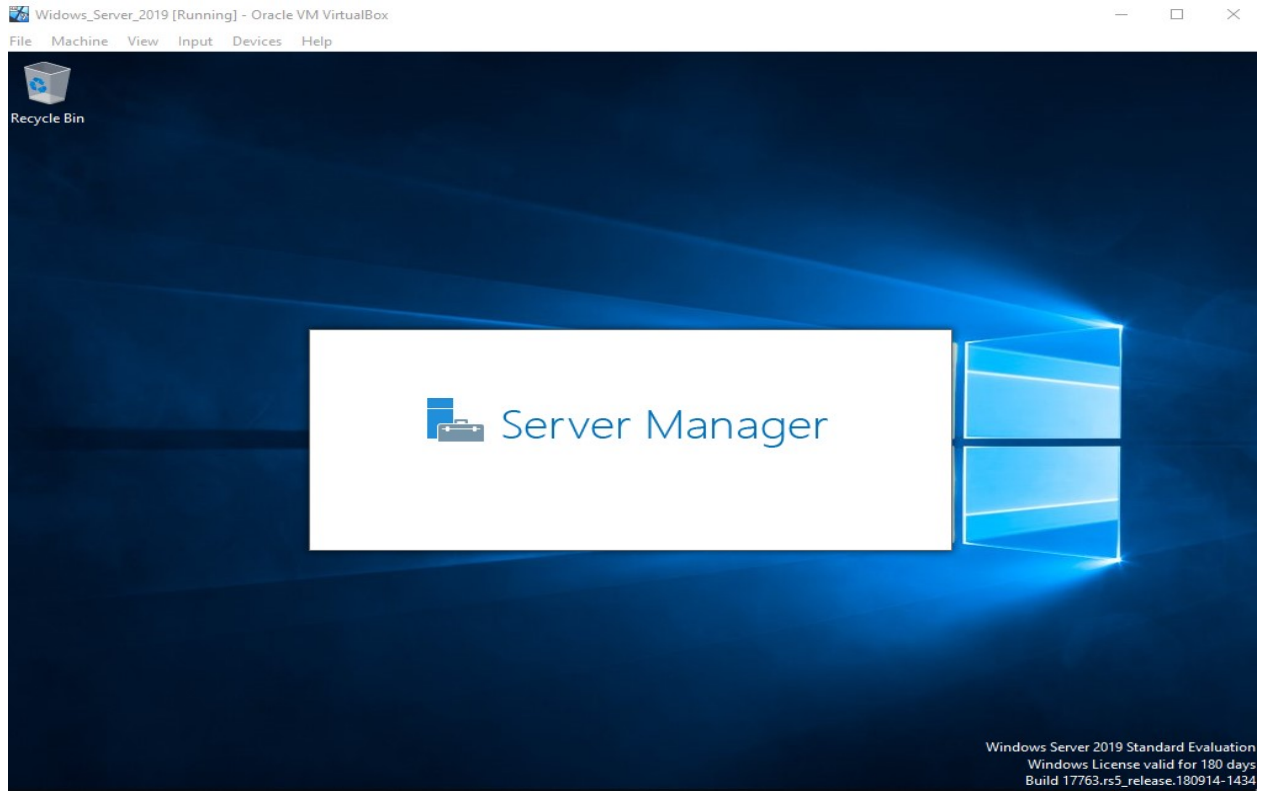 Widows_Server_2019 [Running] - Oracle VM VirtualBox
File Machine View Input Devices Help
Recycle Bin
Server Manager
Windows Server 2019 Standard Evaluation
Windows License valid for 180 days
Build 17763.rs5_release.180914-1434